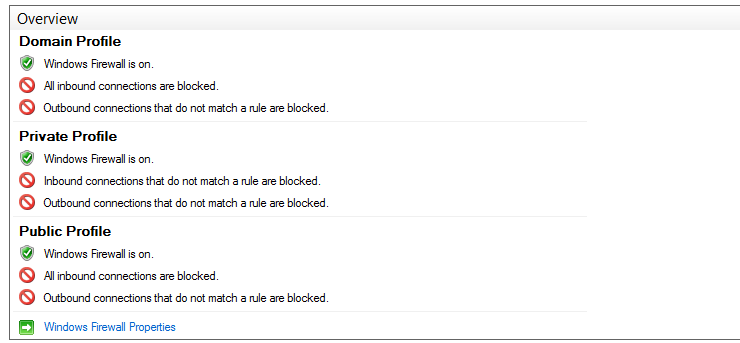 Overview
Domain Profile
Windows Firewall is on.
All inbound connections are blocked.
Outbound connections that do not match a rule are blocked.
Private Profile
Windows Firewall is on.
Inbound connections that do not match a rule are blocked.
Outbound connections that do not match a rule are blocked.
Public Profile
Windows Firewall is on.
All inbound connections are blocked.
Outbound connections that do not match a rule are blocked.
Windows Firewall Properties